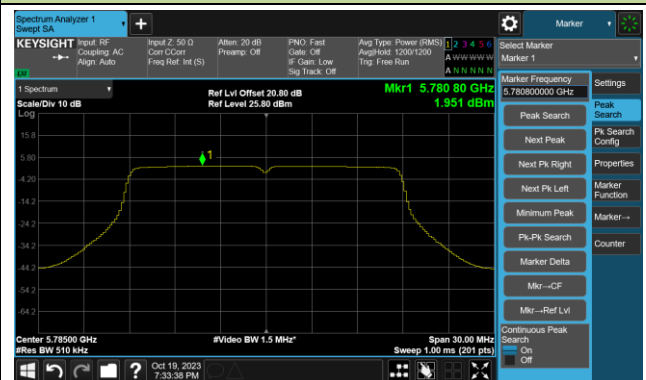 Spectrum Analyzer 1
Swept SA
+
Marker
KEYSIGHT
Input: RF
Coupling: AC
Align: Auto
Input Z: 50 Ω
Corr CCorr
Freq Ref: Int (S)
Atten: 20 dB
Preamp: Off
PNO: Fast
Gate: Off
IF Gain: Low
Sig Track: Off
Avg Type: Power (RMS)
Avg|Hold: 1200/1200
Trig: Free Run
1 2 3 4 5 6
A W W W W W
A N N N N N
Select Marker
Marker 1
1 Spectrum
Scale/Div 10 dB
Log
Ref Lvl Offset 20.80 dB
Ref Level 25.80 dBm
Mkr1 5.780 80 GHz
1.951 dBm
15.8
5.80
-4.20
-14.2
-24.2
-34.2
-44.2
-54.2
-64.2
1
Center 5.78500 GHz
#Res BW 510 kHz
#Video BW 1.5 MHz*
Span 30.00 MHz
Sweep 1.00 ms (201 pts)
Marker Frequency
5.780800000 GHz
Peak Search
Next Peak
Next Pk Right
Next Pk Left
Minimum Peak
Pk-Pk Search
Marker Delta
Mkr→CF
Mkr→Ref Lvl
Continuous Peak
Search
On
Off
Settings
Peak
Search
Pk Search
Config
Properties
Marker
Function
Marker→
Counter
?
Oct 19, 2023
7:33:38 PM